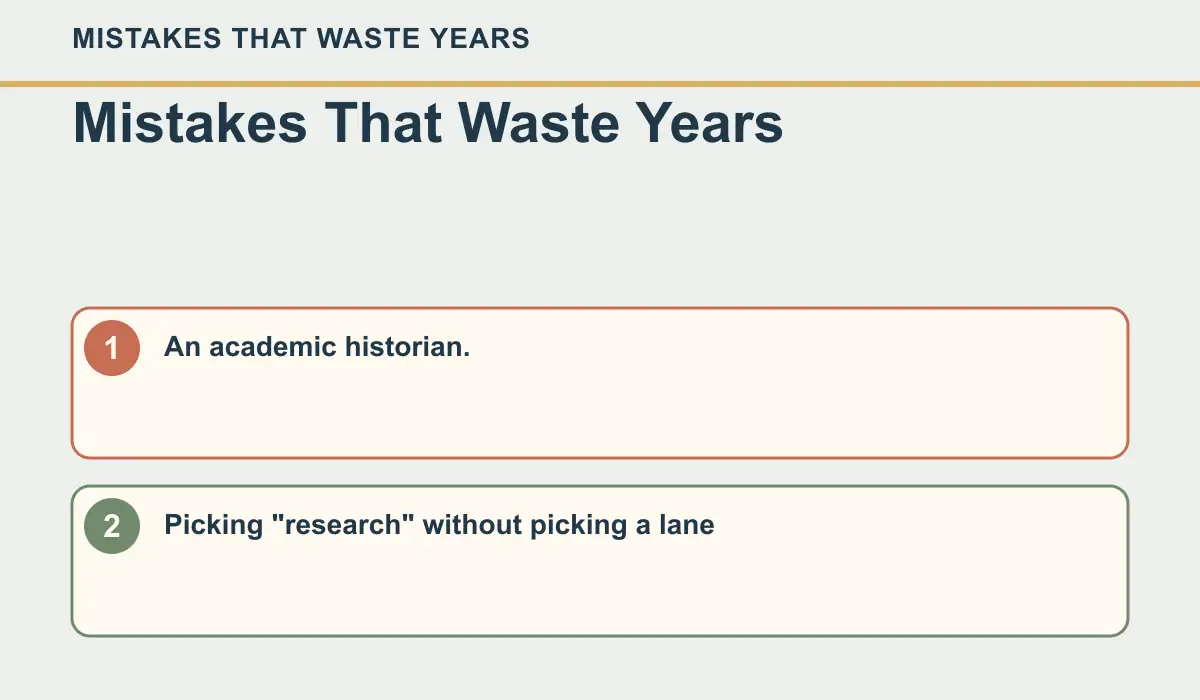 MISTAKES THAT WASTE YEARS
Mistakes That Waste Years
1 An academic historian.
2 Picking "research" without picking a lane